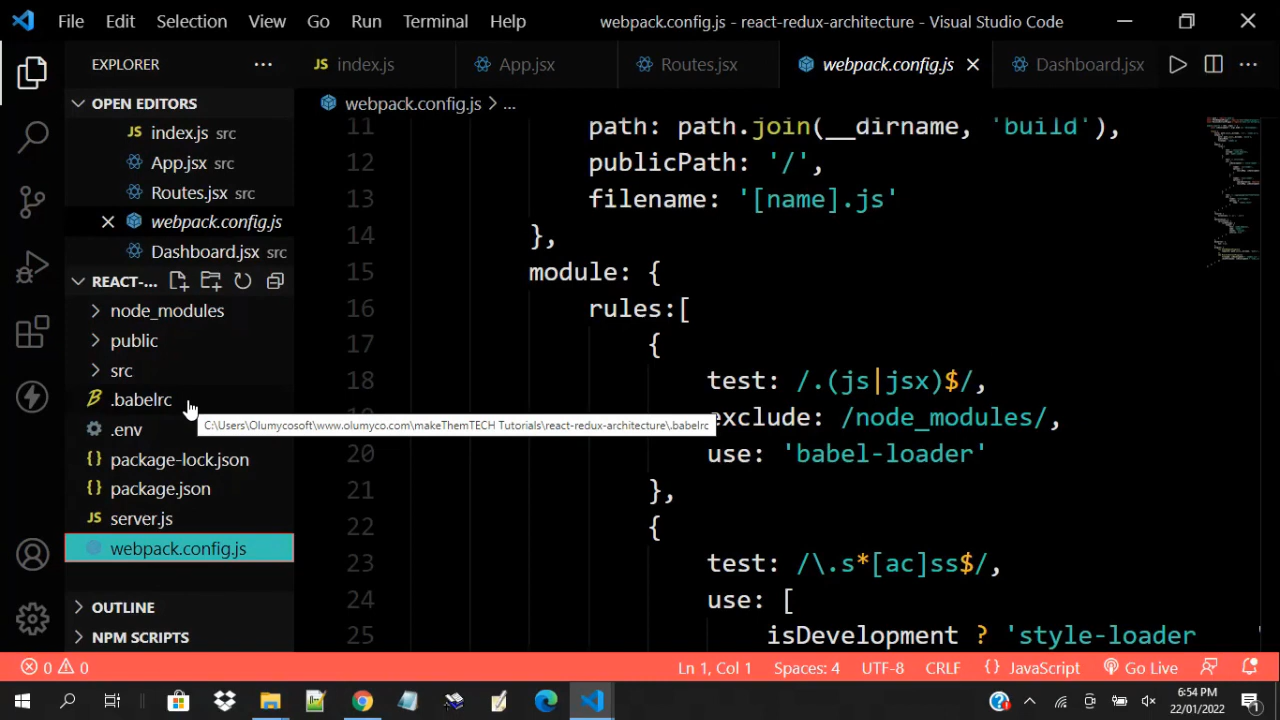 File Edit Selection View Go Run Terminal Help webpack.config.js - react-redux-architecture - Visual Studio Code
EXPLORER
JS index.js App.jsx Routes.jsx webpack.config.js Dashboard.jsx
OPEN EDITORS
JS index.js src
App.jsx src
Routes.jsx src
webpack.config.js
Dashboard.jsx src
REACT-...
node_modules
public
src
.babelrc
C:\Users\Olumycosoft\www.olumyco.com\makeThemTECH Tutorials\react-redux-architecture\.babelrc
.env
{} package-lock.json
{} package.json
JS server.js
webpack.config.js
OUTLINE
NPM SCRIPTS
webpack.config.js > ...
11 path: path.join(__dirname, 'build'),
12 publicPath: '/',
13 filename: '[name].js'
14 },
15 module: {
16 rules:[
17 {
18 test: /.(js|jsx)$/,
exclude: /node_modules/,
20 use: 'babel-loader'
21 },
22 {
23 test: /\.s*[ac]ss$/,
24 use: [
25 isDevelopment ? 'style-loader
0 0 Ln 1, Col 1 Spaces: 4 UTF-8 CRLF {} JavaScript Go Live
6:54 PM
22/01/2022
1